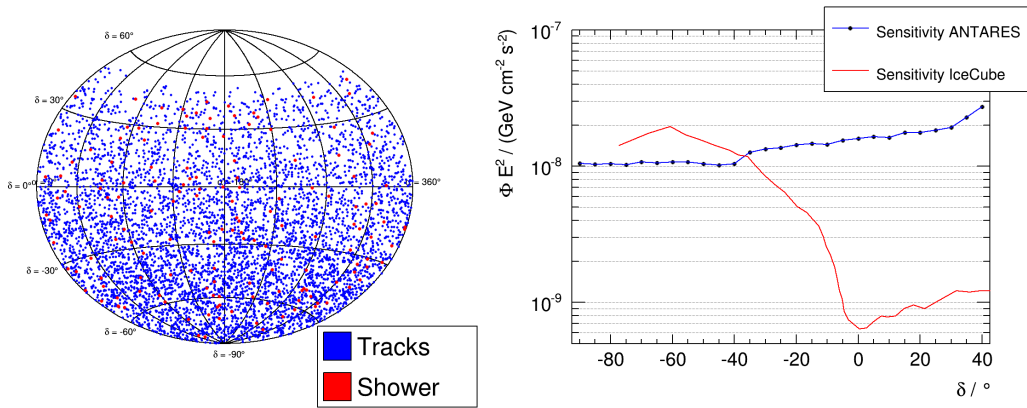 δ = 60°
δ = 30°
δ = 0°
0°
180°
= 360°
δ = -30°
δ = -60°
δ = -90°
Tracks
Shower
Sensitivity ANTARES
Sensitivity IceCube
Φ E² / (GeV cm⁻² s⁻²)
10⁻⁷
10⁻⁸
10⁻⁹
-80
-60
-40
-20
0
20
40
δ / °